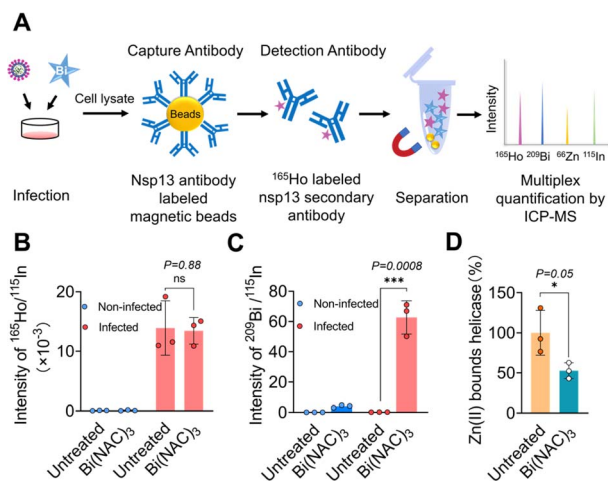 A
Capture Antibody
Detection Antibody
Bi
Cell lysate
Beads
Intensity
¹⁶⁵Ho ²⁰⁹Bi ⁶⁶Zn ¹¹⁵In
Infection
Nsp13 antibody
labeled
magnetic beads
¹⁶⁵Ho labeled
nsp13 secondary
antibody
Separation
Multiplex
quantification by
ICP-MS
B
Intensity of ¹⁶⁵Ho/¹¹⁵In
(×10⁻³)
20
15
10
5
0
P=0.88
ns
Non-infected
Infected
Untreated
Bi(NAC)₃
Untreated
Bi(NAC)₃
C
Intensity of ²⁰⁹Bi /¹¹⁵In
100
80
60
40
20
0
P=0.0008
***
Non-infected
Infected
Untreated
Bi(NAC)₃
Untreated
Bi(NAC)₃
D
Zn(II) bounds helicase (%)
150
100
50
0
P=0.05
*
Untreated
Bi(NAC)₃